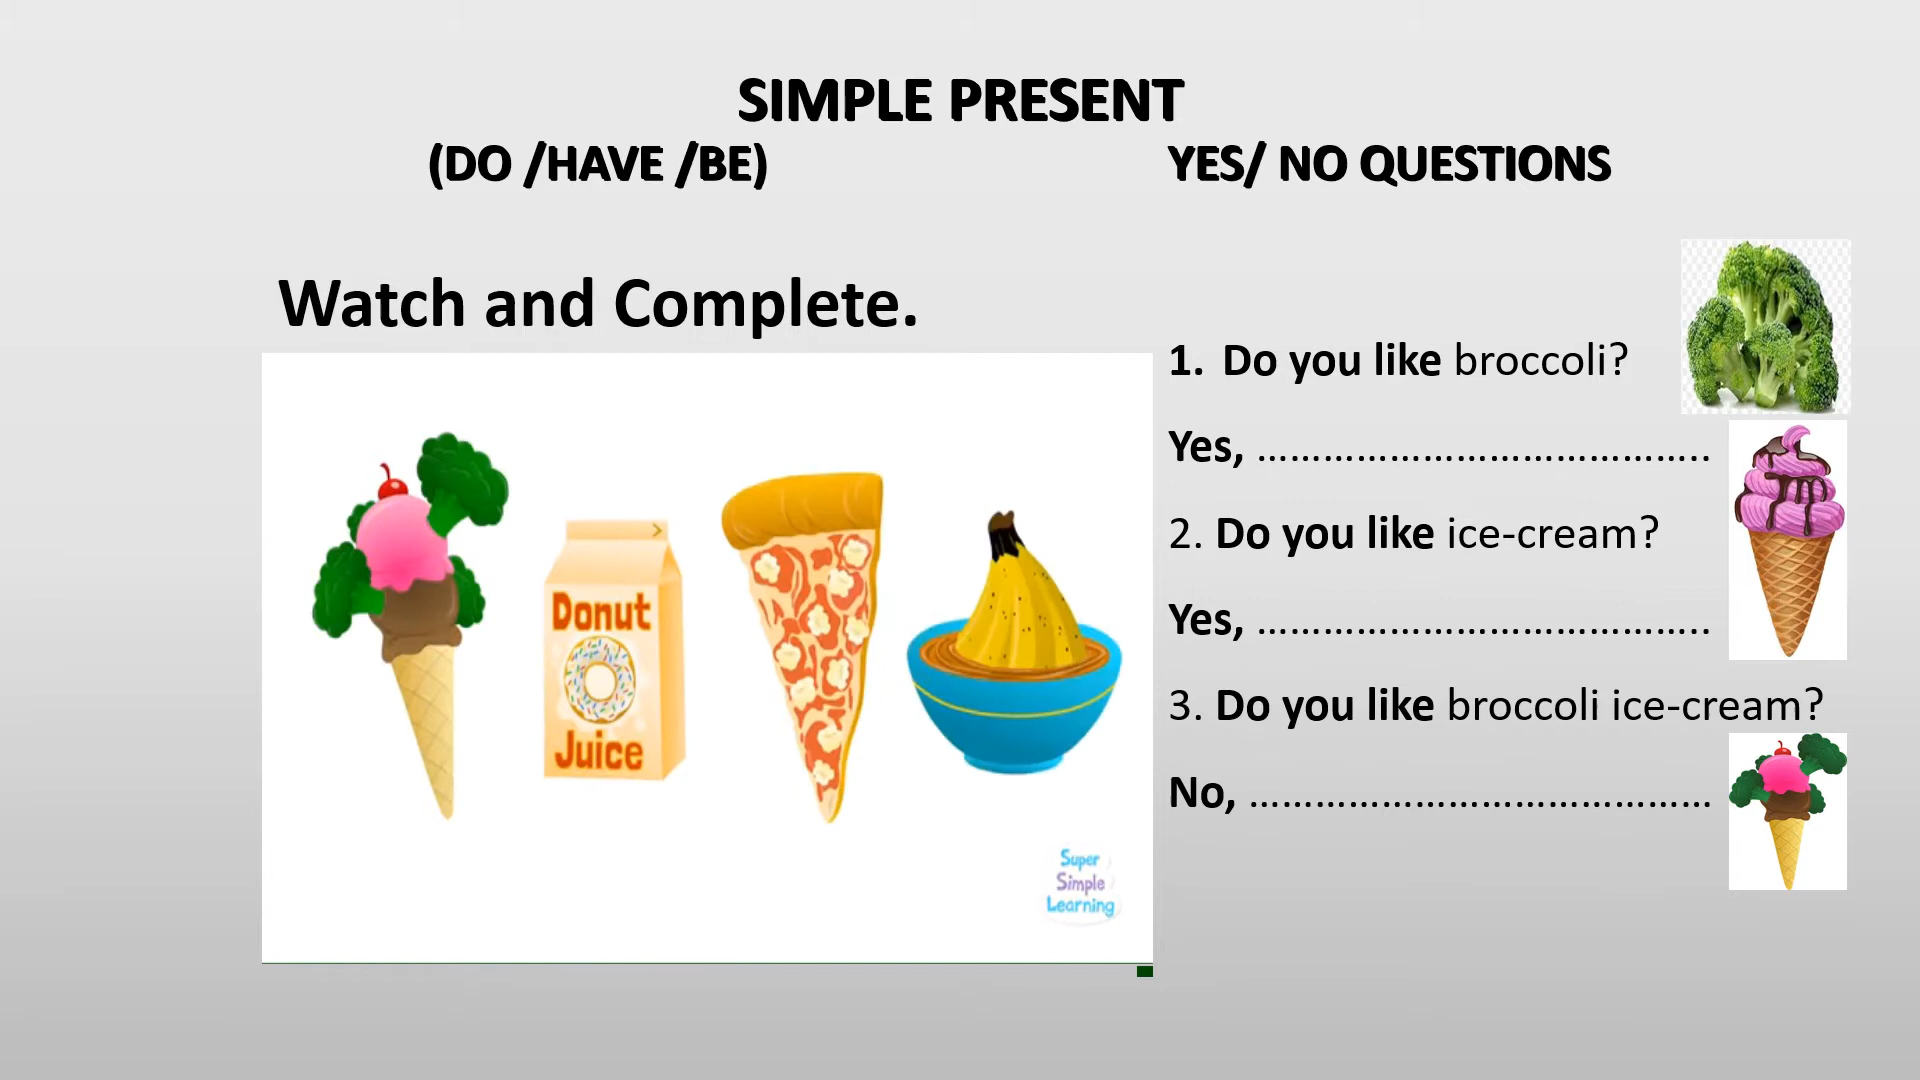 SIMPLE PRESENT
(DO /HAVE /BE) YES/ NO QUESTIONS
Watch and Complete.
Donut
Juice
Super
Simple
Learning
1. Do you like broccoli?
Yes, ……………………………………..
2. Do you like ice-cream?
Yes, ……………………………………..
3. Do you like broccoli ice-cream?
No, ……………………………………